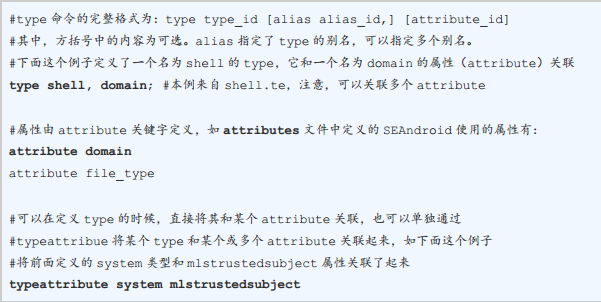 #type 命令的完整格式为：type type_id [alias alias_id,] [attribute_id]
#其中，方括号中的内容为可选。alias 指定了 type 的别名，可以指定多个别名。
#下面这个例子定义了一个名为 shell 的 type，它和一个名为 domain 的属性（attribute）关联
type shell, domain; #本例来自 shell.te，注意，可以关联多个 attribute
#属性由 attribute 关键字定义，如 attributes 文件中定义的 SEAndroid 使用的属性有：
attribute domain
attribute file_type
#可以在定义 type 的时候，直接将其和某个 attribute 关联，也可以单独通过
#typeattribue 将某个 type 和某个或多个 attribute 关联起来，如下面这个例子
#将前面定义的 system 类型和 mlstrustedsubject 属性关联了起来
typeattribute system mlstrustedsubject